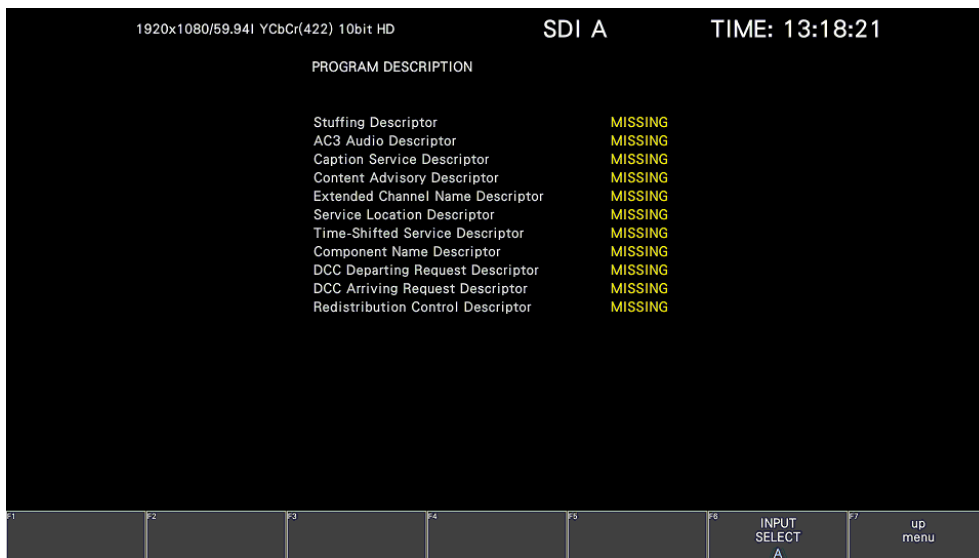 1920x1080/59.94I YCbCr(422) 10bit HD SDI A TIME: 13:18:21
PROGRAM DESCRIPTION
Stuffing Descriptor MISSING
AC3 Audio Descriptor MISSING
Caption Service Descriptor MISSING
Content Advisory Descriptor MISSING
Extended Channel Name Descriptor MISSING
Service Location Descriptor MISSING
Time-Shifted Service Descriptor MISSING
Component Name Descriptor MISSING
DCC Departing Request Descriptor MISSING
DCC Arriving Request Descriptor MISSING
Redistribution Control Descriptor MISSING
F1 F2 F3 F4 F5 F6 F7
INPUT up
SELECT menu
A